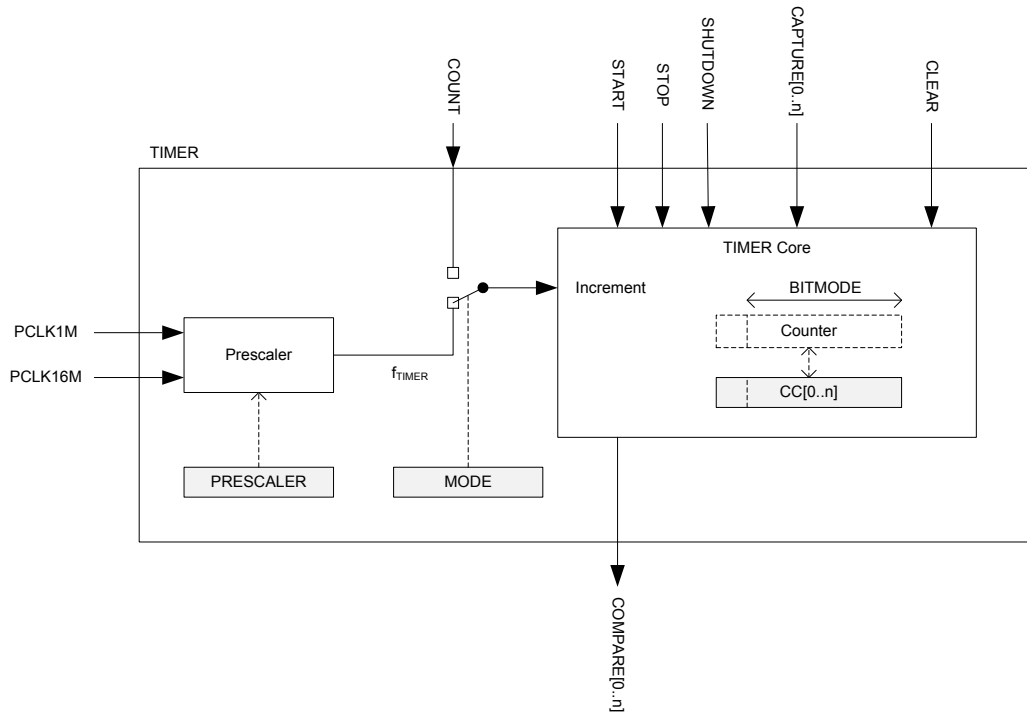 COUNT
START
STOP
SHUTDOWN
CAPTURE[0..n]
CLEAR
TIMER
TIMER Core
Increment
BITMODE
Counter
CC[0..n]
PCLK1M
PCLK16M
Prescaler
fTIMER
PRESCALER
MODE
COMPARE[0..n]